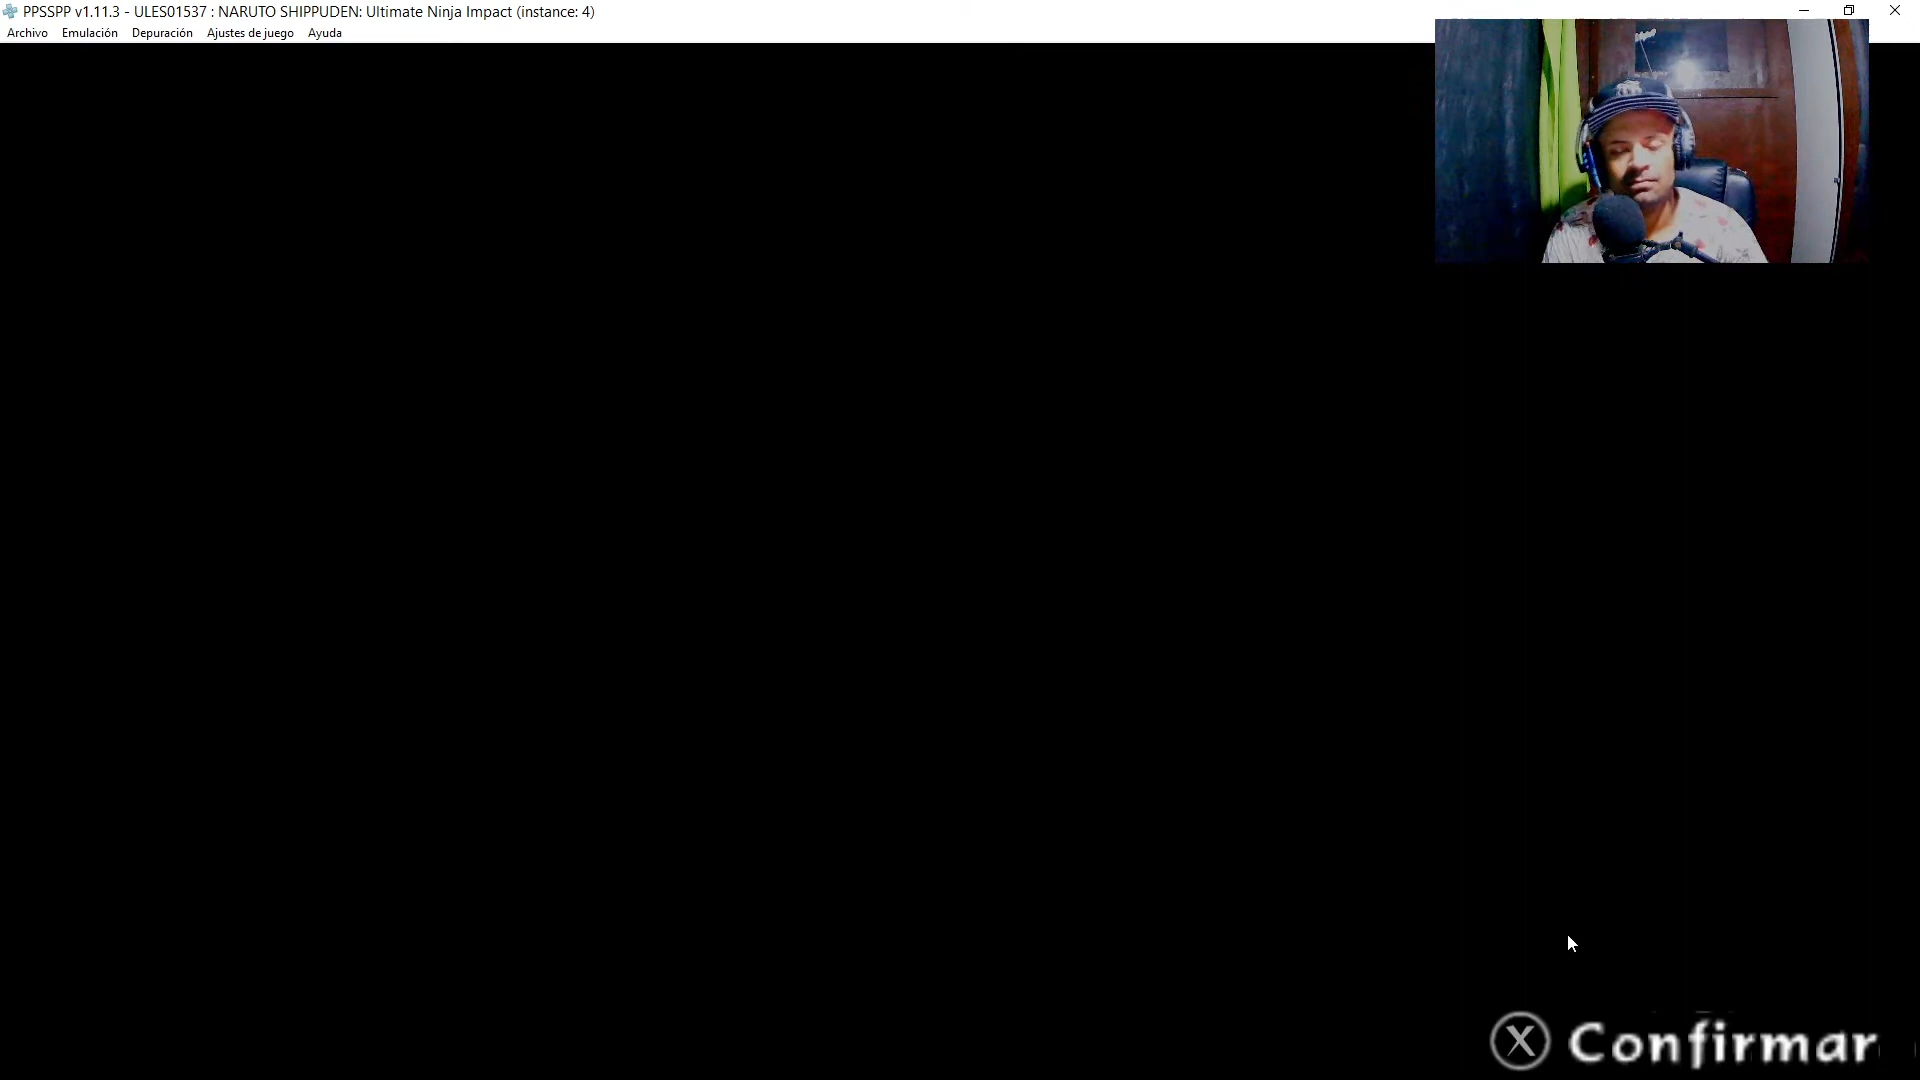 PPSSPP v1.11.3 - ULES01537 : NARUTO SHIPPUDEN: Ultimate Ninja Impact (instance: 4)
Archivo Emulación Depuración Ajustes de juego Ayuda
X Confirmar